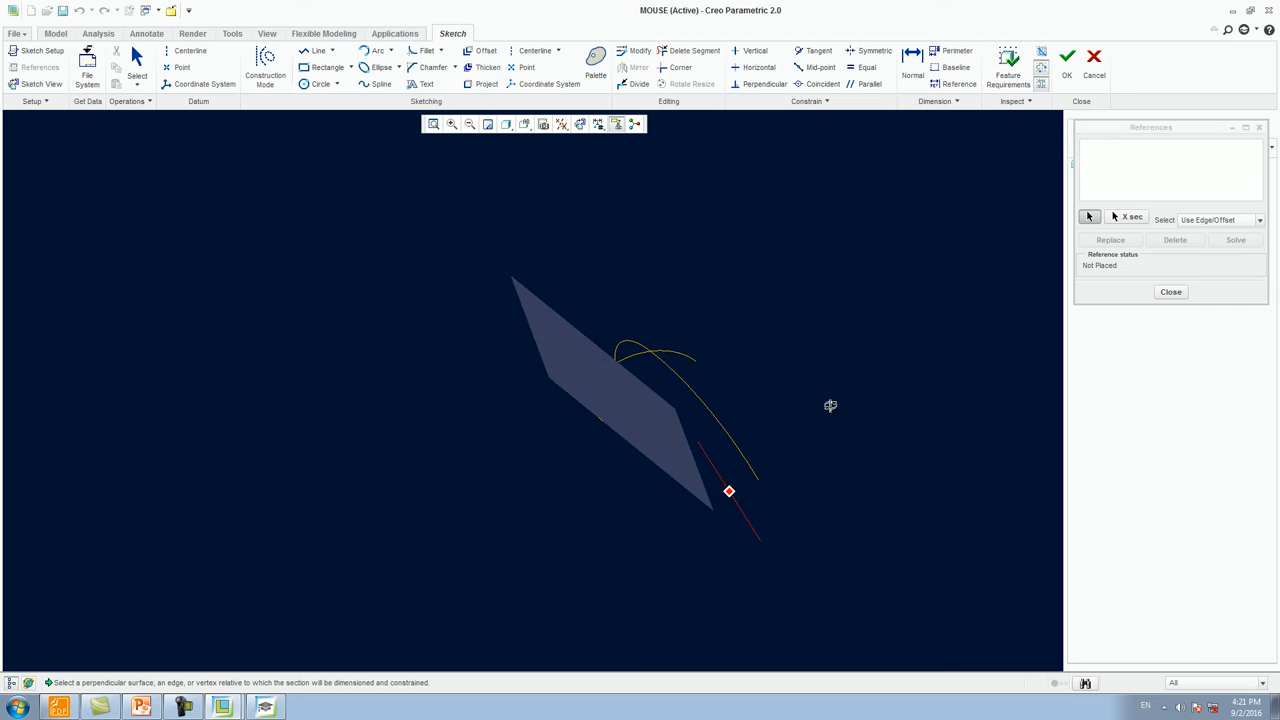 MOUSE (Active) - Creo Parametric 2.0
File Model Analysis Annotate Render Tools View Flexible Modeling Applications Sketch
Sketch Setup
References
Sketch View
Setup
File System
Get Data
Select
Operations
Centerline
Point
Coordinate System
Datum
Construction Mode
Line Arc Fillet Offset Centerline
Rectangle Ellipse Chamfer Thicken Point
Circle Spline Text Project Coordinate System
Palette
Sketching
Modify Delete Segment
Mirror Corner
Divide Rotate Resize
Editing
Vertical Tangent Symmetric
Horizontal Mid-point Equal
Perpendicular Coincident Parallel
Constrain
Normal
Perimeter
Baseline
Reference
Dimension
Feature Requirements
Inspect
OK
Cancel
Close
References
X sec
Select Use Edge/Offset
Replace Delete Solve
Reference status
Not Placed
Close
Select a perpendicular surface, an edge, or vertex relative to which the section will be dimensioned and constrained.
All
PDF
EN
4:21 PM
9/2/2016